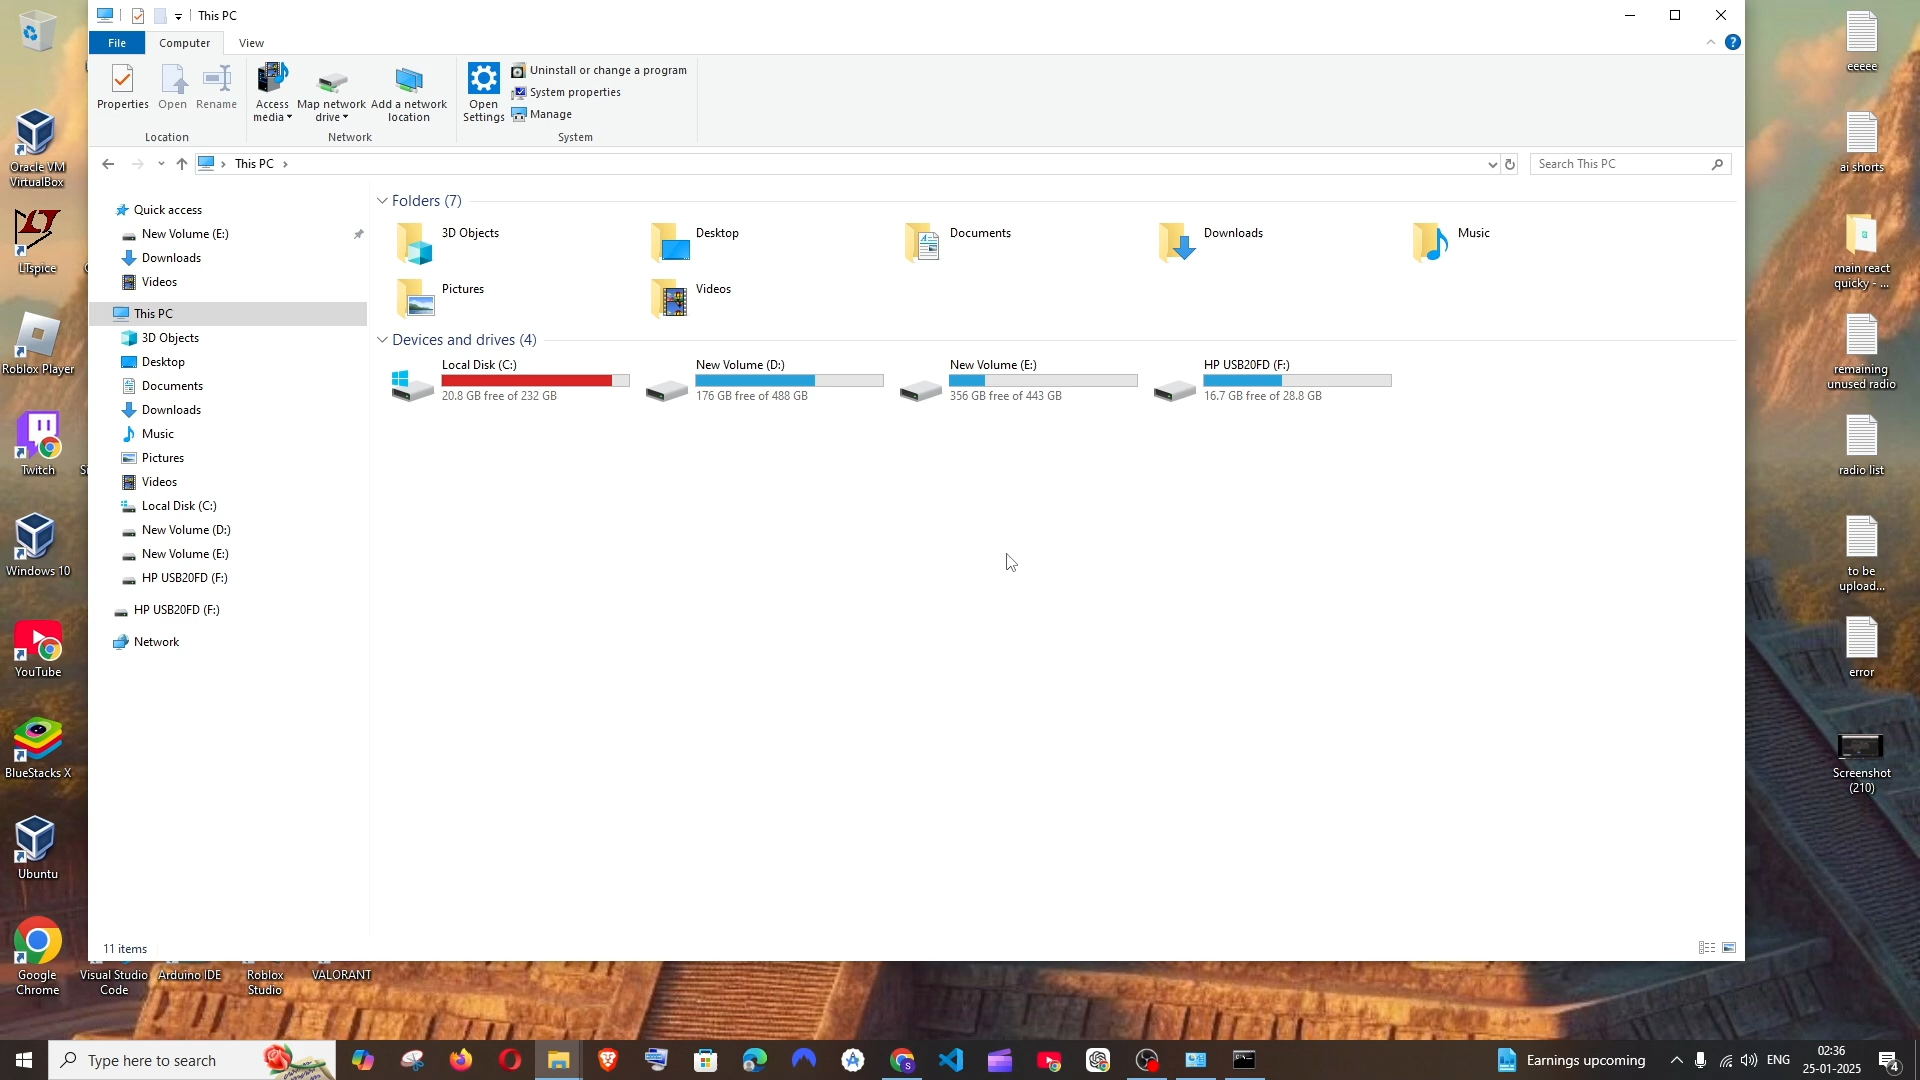 This PC
File
Computer
View
Properties
Open
Rename
Location
Access
media
Map network
drive
Add a network
location
Network
Open
Settings
Uninstall or change a program
System properties
Manage
System
This PC
Search This PC
Quick access
New Volume (E:)
Downloads
Videos
This PC
3D Objects
Desktop
Documents
Downloads
Music
Pictures
Videos
Local Disk (C:)
New Volume (D:)
New Volume (E:)
HP USB20FD (F:)
HP USB20FD (F:)
Network
Folders (7)
3D Objects
Desktop
Documents
Downloads
Music
Pictures
Videos
Devices and drives (4)
Local Disk (C:)
20.8 GB free of 232 GB
New Volume (D:)
176 GB free of 488 GB
New Volume (E:)
356 GB free of 443 GB
HP USB20FD (F:)
16.7 GB free of 28.8 GB
11 items
Oracle VM
VirtualBox
LTspice
Roblox Player
Twitch
Windows 10
YouTube
BlueStacks X
Ubuntu
Google
Chrome
Visual Studio
Code
Arduino IDE
Roblox
Studio
VALORANT
eeeee
ai shorts
main react
quicky - ...
remaining
unused radio
radio list
to be
upload...
error
Screenshot
(210)
Type here to search
Earnings upcoming
ENG
02:36
25-01-2025
4